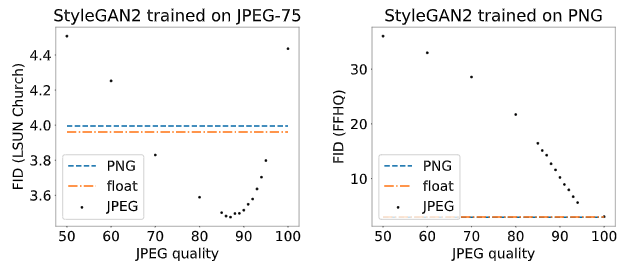 StyleGAN2 trained on JPEG-75
FID (LSUN Church)
4.4
4.2
4.0
3.8
3.6
PNG
float
JPEG
50 60 70 80 90 100
JPEG quality
StyleGAN2 trained on PNG
FID (FFHQ)
30
20
10
PNG
float
JPEG
50 60 70 80 90 100
JPEG quality